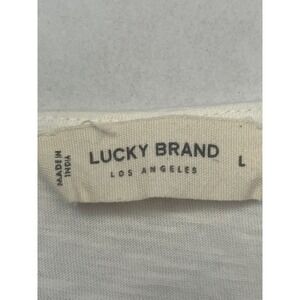 MADE IN
INDIA
LUCKY BRAND
LOS ANGELES
L